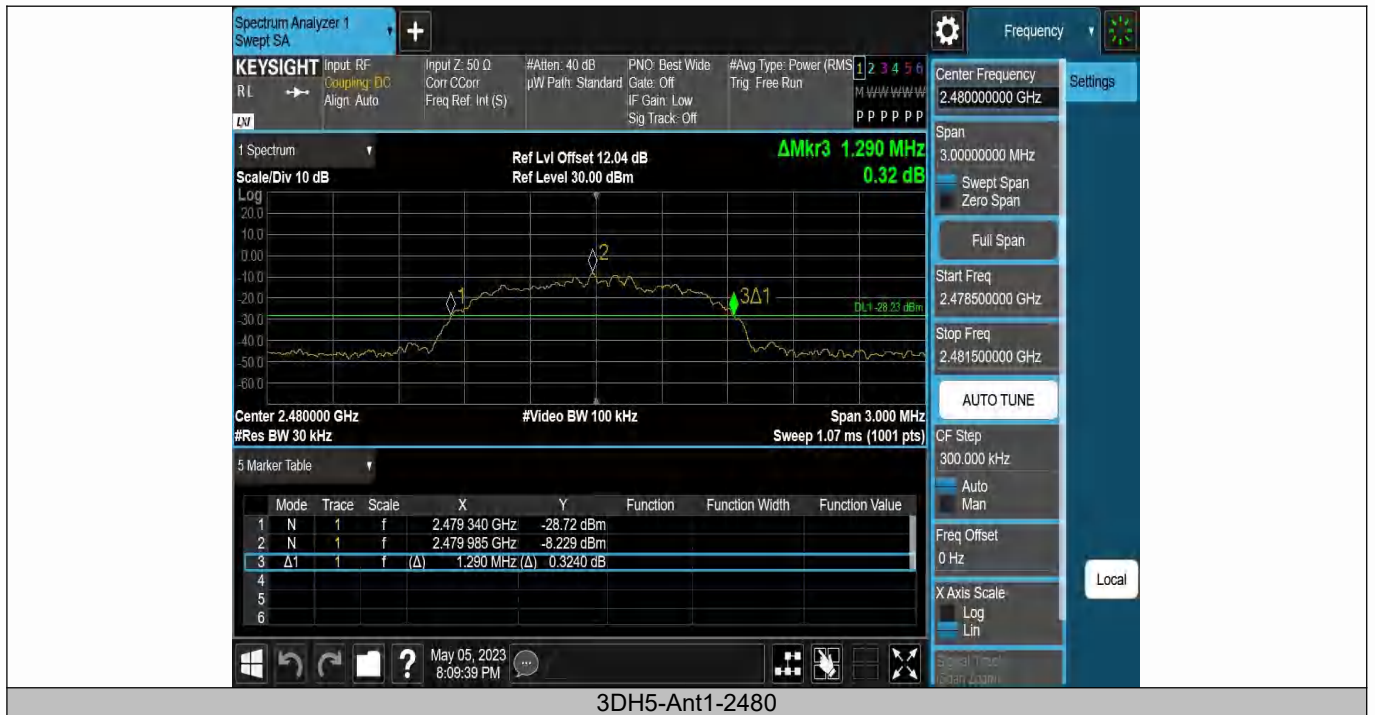 Spectrum Analyzer 1
Swept SA
+
Frequency
KEYSIGHT
RL
LXI
Input: RF
Coupling: DC
Align: Auto
Input Z: 50 Ω
Corr CCorr
Freq Ref: Int (S)
#Atten: 40 dB
µW Path: Standard
PNO: Best Wide
Gate: Off
IF Gain: Low
Sig Track: Off
#Avg Type: Power (RMS
Trig: Free Run
1 2 3 4 5 6
M W W W W W
P P P P P P
1 Spectrum
Scale/Div 10 dB
Ref Lvl Offset 12.04 dB
Ref Level 30.00 dBm
ΔMkr3 1.290 MHz
0.32 dB
Log
20.0
10.0
0.00
-10.0
-20.0
-30.0
-40.0
-50.0
-60.0
1
2
3Δ1
DL1 -28.23 dBm
Center 2.480000 GHz
#Video BW 100 kHz
Span 3.000 MHz
#Res BW 30 kHz
Sweep 1.07 ms (1001 pts)
5 Marker Table
Mode Trace Scale X Y Function Function Width Function Value
1 N 1 f 2.479 340 GHz -28.72 dBm
2 N 1 f 2.479 985 GHz -8.229 dBm
3 Δ1 1 f (Δ) 1.290 MHz (Δ) 0.3240 dB
4
5
6
May 05, 2023
8:09:39 PM
Center Frequency
2.480000000 GHz
Settings
Span
3.00000000 MHz
Swept Span
Zero Span
Full Span
Start Freq
2.478500000 GHz
Stop Freq
2.481500000 GHz
AUTO TUNE
CF Step
300.000 kHz
Auto
Man
Freq Offset
0 Hz
X Axis Scale
Log
Lin
Local
Signal Track
(Span Zoom)
3DH5-Ant1-2480